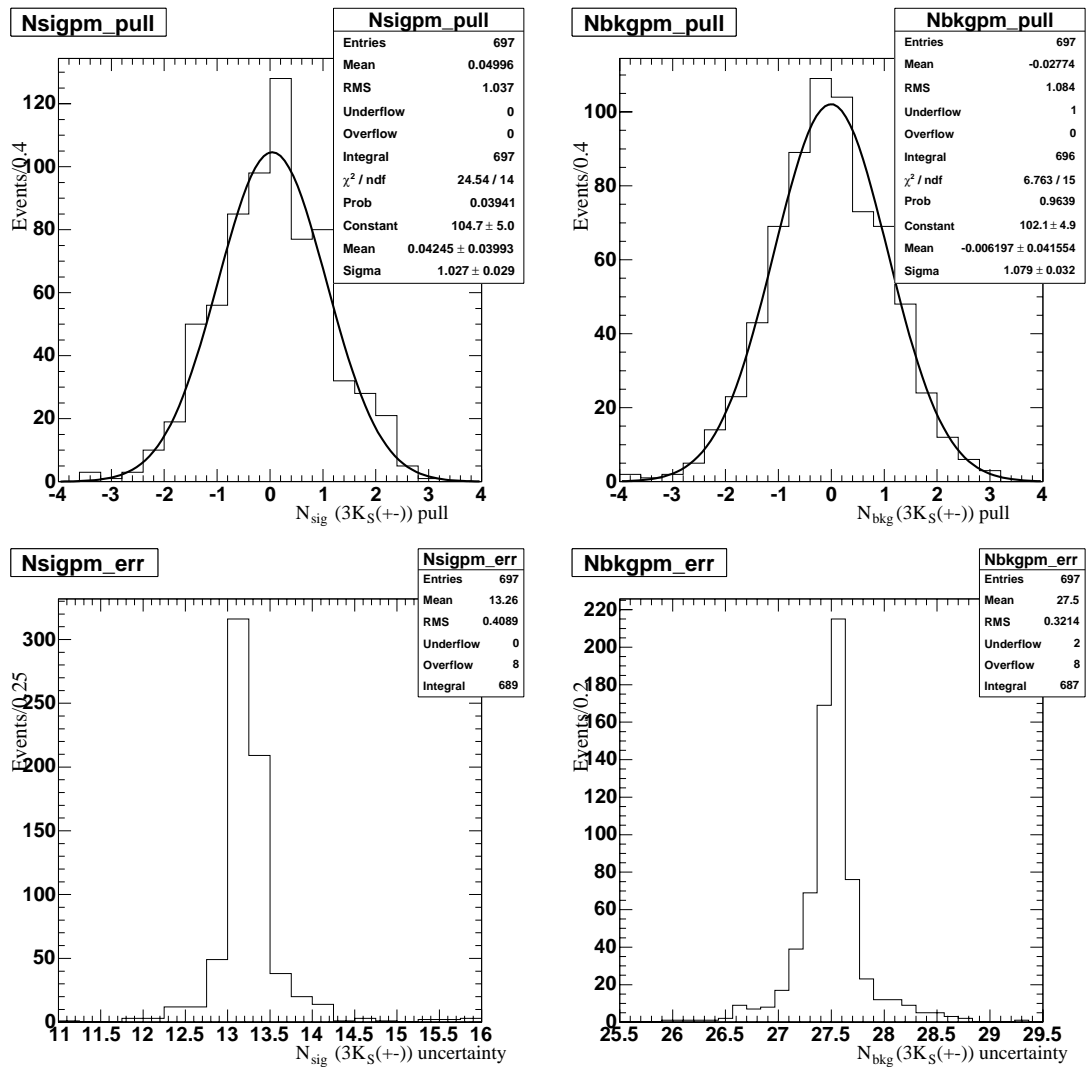 Nsigpm_pull
Nsigpm_pull
Entries 697
Mean 0.04996
RMS 1.037
Underflow 0
Overflow 0
Integral 697
χ² / ndf 24.54 / 14
Prob 0.03941
Constant 104.7 ± 5.0
Mean 0.04245 ± 0.03993
Sigma 1.027 ± 0.029
Events/0.4
120
100
80
60
40
20
0
-4 -3 -2 -1 0 1 2 3 4
N_sig (3K_S(+-)) pull
Nbkgpm_pull
Nbkgpm_pull
Entries 697
Mean -0.02774
RMS 1.084
Underflow 1
Overflow 0
Integral 696
χ² / ndf 6.763 / 15
Prob 0.9639
Constant 102.1 ± 4.9
Mean -0.006197 ± 0.041554
Sigma 1.079 ± 0.032
Events/0.4
100
80
60
40
20
0
-4 -3 -2 -1 0 1 2 3 4
N_bkg (3K_S(+-)) pull
Nsigpm_err
Nsigpm_err
Entries 697
Mean 13.26
RMS 0.4089
Underflow 0
Overflow 8
Integral 689
Events/0.25
300
250
200
150
100
50
0
11 11.5 12 12.5 13 13.5 14 14.5 15 15.5 16
N_sig (3K_S(+-)) uncertainty
Nbkgpm_err
Nbkgpm_err
Entries 697
Mean 27.5
RMS 0.3214
Underflow 2
Overflow 8
Integral 687
Events/0.2
220
200
180
160
140
120
100
80
60
40
20
0
25.5 26 26.5 27 27.5 28 28.5 29 29.5
N_bkg (3K_S(+-)) uncertainty